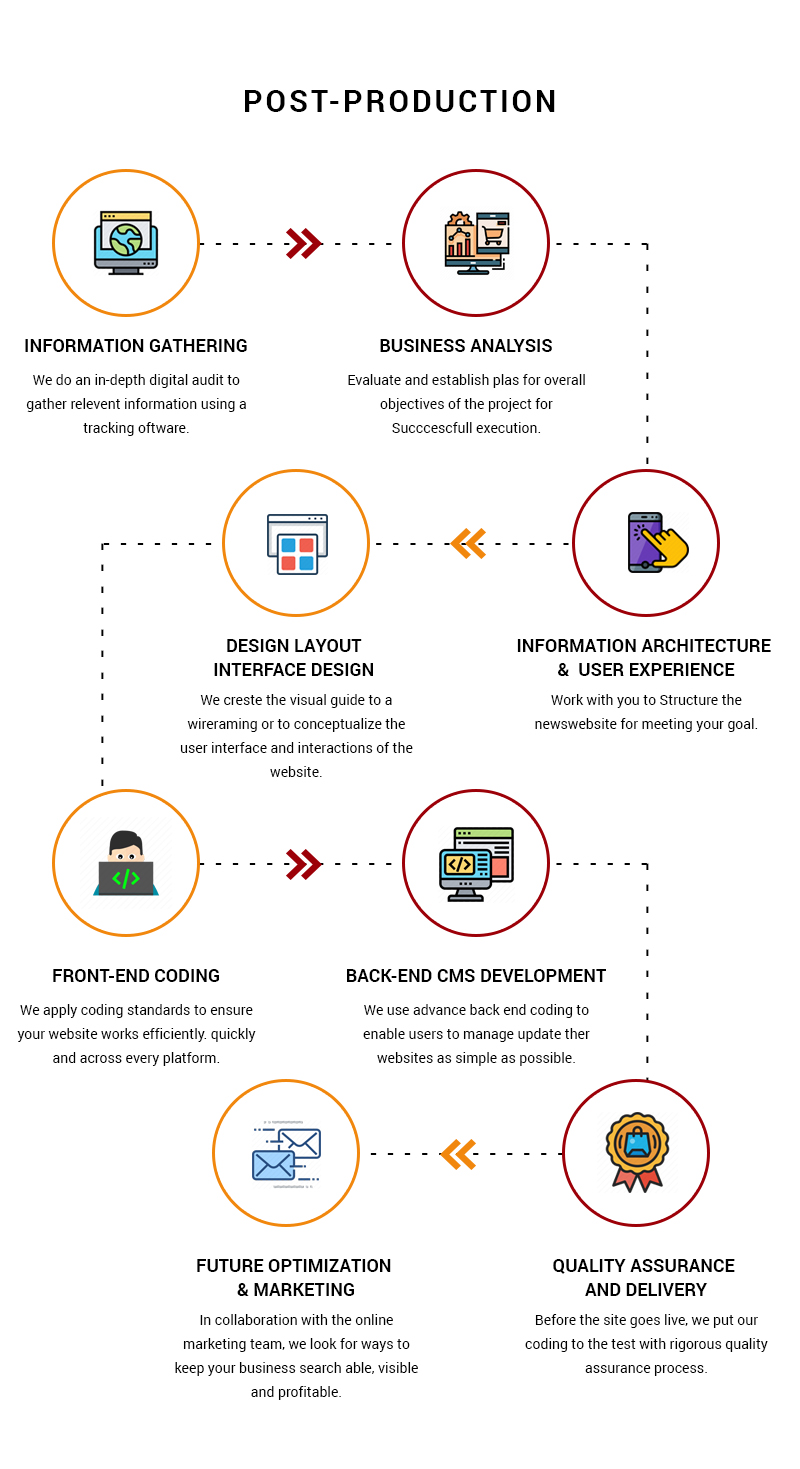 POST-PRODUCTION
INFORMATION GATHERING
We do an in-depth digital audit to
gather relevent information using a
tracking oftware.
BUSINESS ANALYSIS
Evaluate and establish plas for overall
objectives of the project for
Succcescfull execution.
INFORMATION ARCHITECTURE
& USER EXPERIENCE
Work with you to Structure the
newswebsite for meeting your goal.
DESIGN LAYOUT
INTERFACE DESIGN
We creste the visual guide to a
wireraming or to conceptualize the
user interface and interactions of the
website.
</>
FRONT-END CODING
We apply coding standards to ensure
your website works efficiently. quickly
and across every platform.
</>
BACK-END CMS DEVELOPMENT
We use advance back end coding to
enable users to manage update ther
websites as simple as possible.
QUALITY ASSURANCE
AND DELIVERY
Before the site goes live, we put our
coding to the test with rigorous quality
assurance process.
FUTURE OPTIMIZATION
& MARKETING
In collaboration with the online
marketing team, we look for ways to
keep your business search able, visible
and profitable.